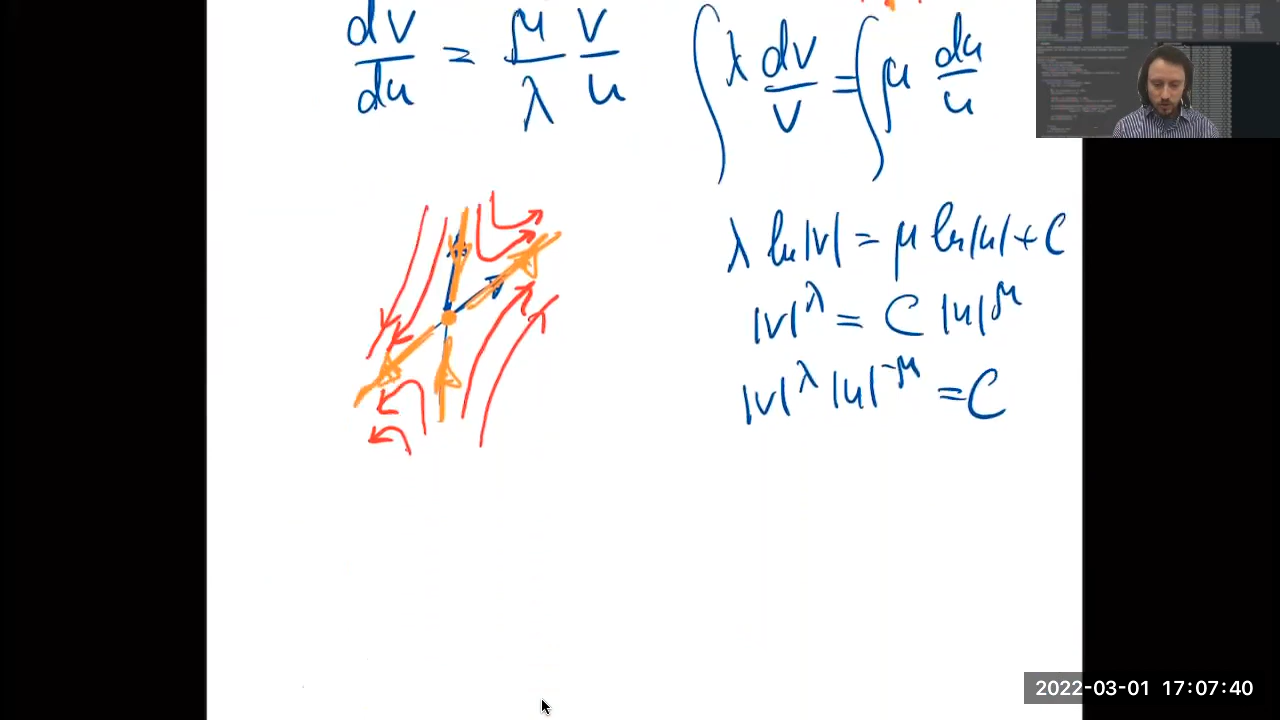 dv/du = μ/λ v/u
∫ λ dv/v = ∫ μ du/u
λ ln|v| = μ ln|u| + C
|v|^λ = C |u|^μ
|v|^λ |u|^-μ = C
2022-03-01 17:07:40